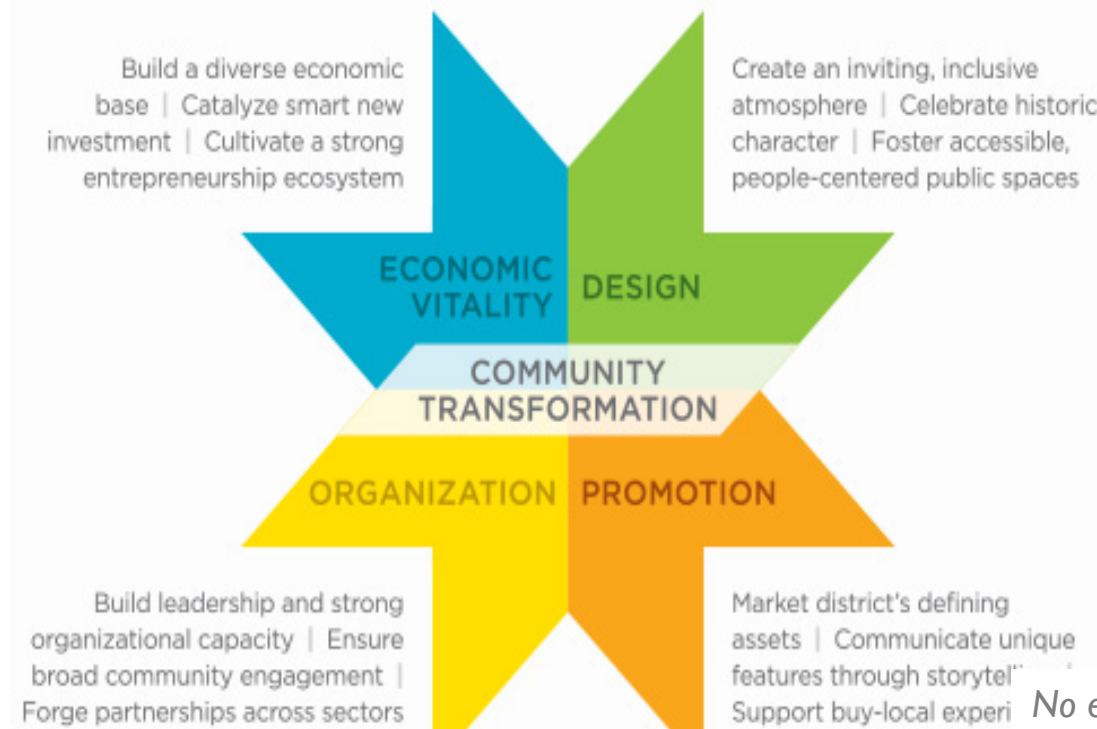 Build a diverse economic
base | Catalyze smart new
investment | Cultivate a strong
entrepreneurship ecosystem
Create an inviting, inclusive
atmosphere | Celebrate historic
character | Foster accessible,
people-centered public spaces
ECONOMIC
VITALITY
DESIGN
COMMUNITY
TRANSFORMATION
ORGANIZATION
PROMOTION
Build leadership and strong
organizational capacity | Ensure
broad community engagement |
Forge partnerships across sectors
Market district's defining
assets | Communicate unique
features through
Support buy-local
No